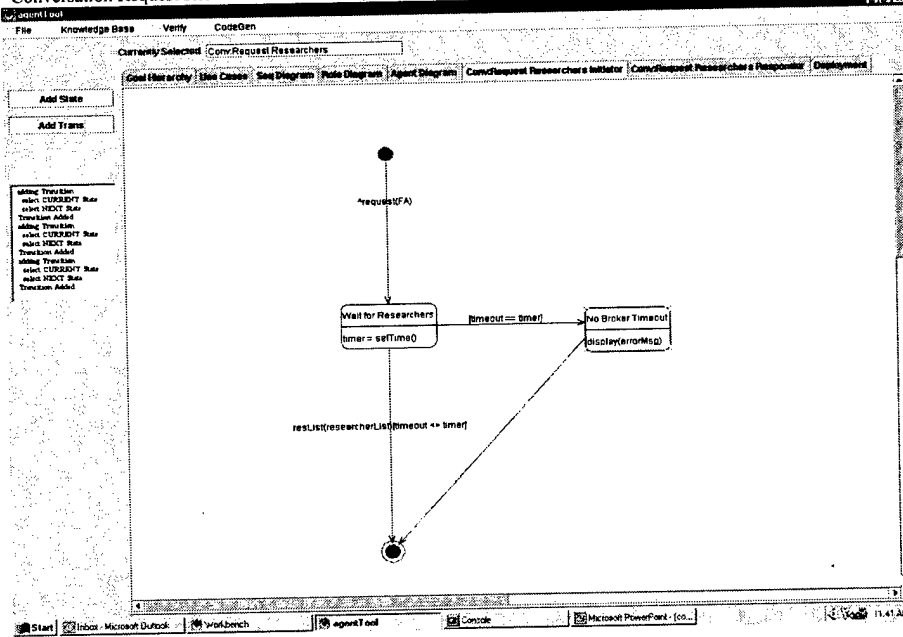 agentTool
File Knowledge Base Verify CodeGen
Currently Selected Conv:Request Researchers
Goal Hierarchy Use Cases Seq Diagram Role Diagram Agent Diagram Conv:Request Researchers Initiator Conv:Request Researchers Responder Deployment
Add State
Add Trans
adding Transition
select CURRENT State
select NEXT State
Transition Added
adding Transition
select CURRENT State
select NEXT State
Transition Added
adding Transition
select CURRENT State
select NEXT State
Transition Added
^request(FA)
Wait for Researchers
timer = setTime()
[timeout == timer]
No Broker Timeout
display(errorMsg)
resList(researcherList)[timeout <> timer]
Start Inbox - Microsoft Outlook Workbench agentTool Console Microsoft PowerPoint - [co... 11:41 A